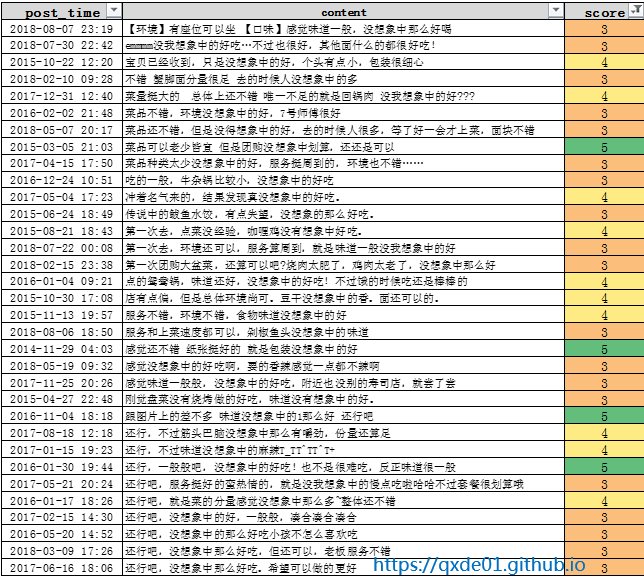 post_time content score
2018-08-07 23:19 【环境】有座位可以坐 【口味】感觉味道一般，没想象中那么好喝 3
2018-07-30 22:42 emmmm没我想象中的好吃…不过也很好，其他面什么的都很好吃！ 3
2015-10-22 12:20 宝贝已经收到，只是没想象中的好，个头有点小，包装很细心 4
2018-02-10 09:28 不错 蟹脚面分量很足 去的时候人没想象中的多 3
2017-12-31 12:40 菜量挺大的 总体上还不错 唯一不足的就是回锅肉 没我想象中的好??? 4
2016-02-02 21:48 菜品不错，环境没想象中的好，7号师傅很好 3
2018-05-07 20:17 菜品还不错，但是没得想象中的好，去的时候人很多，等了好一会才上菜，面块不错 3
2015-03-05 21:03 菜品可以老少皆宜 但是团购没想象中划算，还还是可以 5
2017-04-15 17:50 菜品种类太少没想象中的好，服务挺周到的，环境也不错…… 3
2016-12-24 10:51 吃的一般，牛杂锅比较小，没想象中的好吃 3
2017-05-04 17:23 冲着名气来的，结果发现真没想象中的好吃。 4
2015-06-24 18:49 传说中的鲅鱼水饺，有点失望，没想象的那么好吃。 3
2015-08-21 18:43 第一次去，点菜没经验，咖喱鸡没有想象中好吃。 4
2018-07-22 00:08 第一次去，环境还可以，服务算周到，就是味道一般没我想象中的好 3
2018-02-15 23:38 第一次团购大盆菜，还算可以吧?烧肉太肥了，鸡肉太老了，没想象中那么好 3
2016-01-04 09:21 点的鸳鸯锅，味道还好，没想象中的好吃！不过饿的时候吃还是棒棒的 4
2015-10-30 17:08 店有点偏，但是总体环境尚可。豆干没想象中的香。面还可以的。 4
2015-11-13 19:57 服务不错，环境不错，食物味道没想象中的好 4
2018-08-06 18:50 服务和上菜速度都可以，剁椒鱼头没想象中的味道 3
2014-11-29 04:03 感觉还不错 纸张挺好的 就是包装没想象中的好 5
2018-05-19 09:32 感觉没想象中的好吃啊，要的香辣感觉一点都不辣啊 3
2017-11-25 20:26 感觉味道一般般，没想象中的好吃，附近也没别的寿司店，就尝了尝 3
2015-04-27 22:48 刚觉盘菜没有烧烤做的好吃，味道没有想象中的好。 3
2016-11-04 18:18 跟图片上的差不多 味道没想象中的1那么好 还行吧 5
2017-08-18 12:18 还行，不过筋头巴脑没想象中那么有嚼劲，份量还算足 4
2017-01-15 19:23 还行，不过味道没想象中的麻辣T_TT^TT^T+ 4
2016-01-30 19:44 还行，一般般吧，没想象中的好吃！也不是很难吃，反正味道很一般 5
2017-05-21 20:24 还行吧，服务挺好的蛮热情的，就是没我想象中的慢点吃啦哈哈不过套餐很划算哦 3
2016-01-17 18:26 还行吧，就是菜的分量感觉没想象中那么多~整体还不错 4
2017-02-15 14:30 还行吧，没想象中的好，一般般，凑合凑合凑合 3
2016-05-20 14:52 还行吧，没想象中的那么好吃小孩不怎么喜欢吃 3
2018-03-09 17:26 还行吧，没想象中那么好吃，但还可以，老板服务不错 3
2017-06-16 18:06 还行吧，没想象中那么好吃。希望可以做的更好 3
https://qxde01.github.io